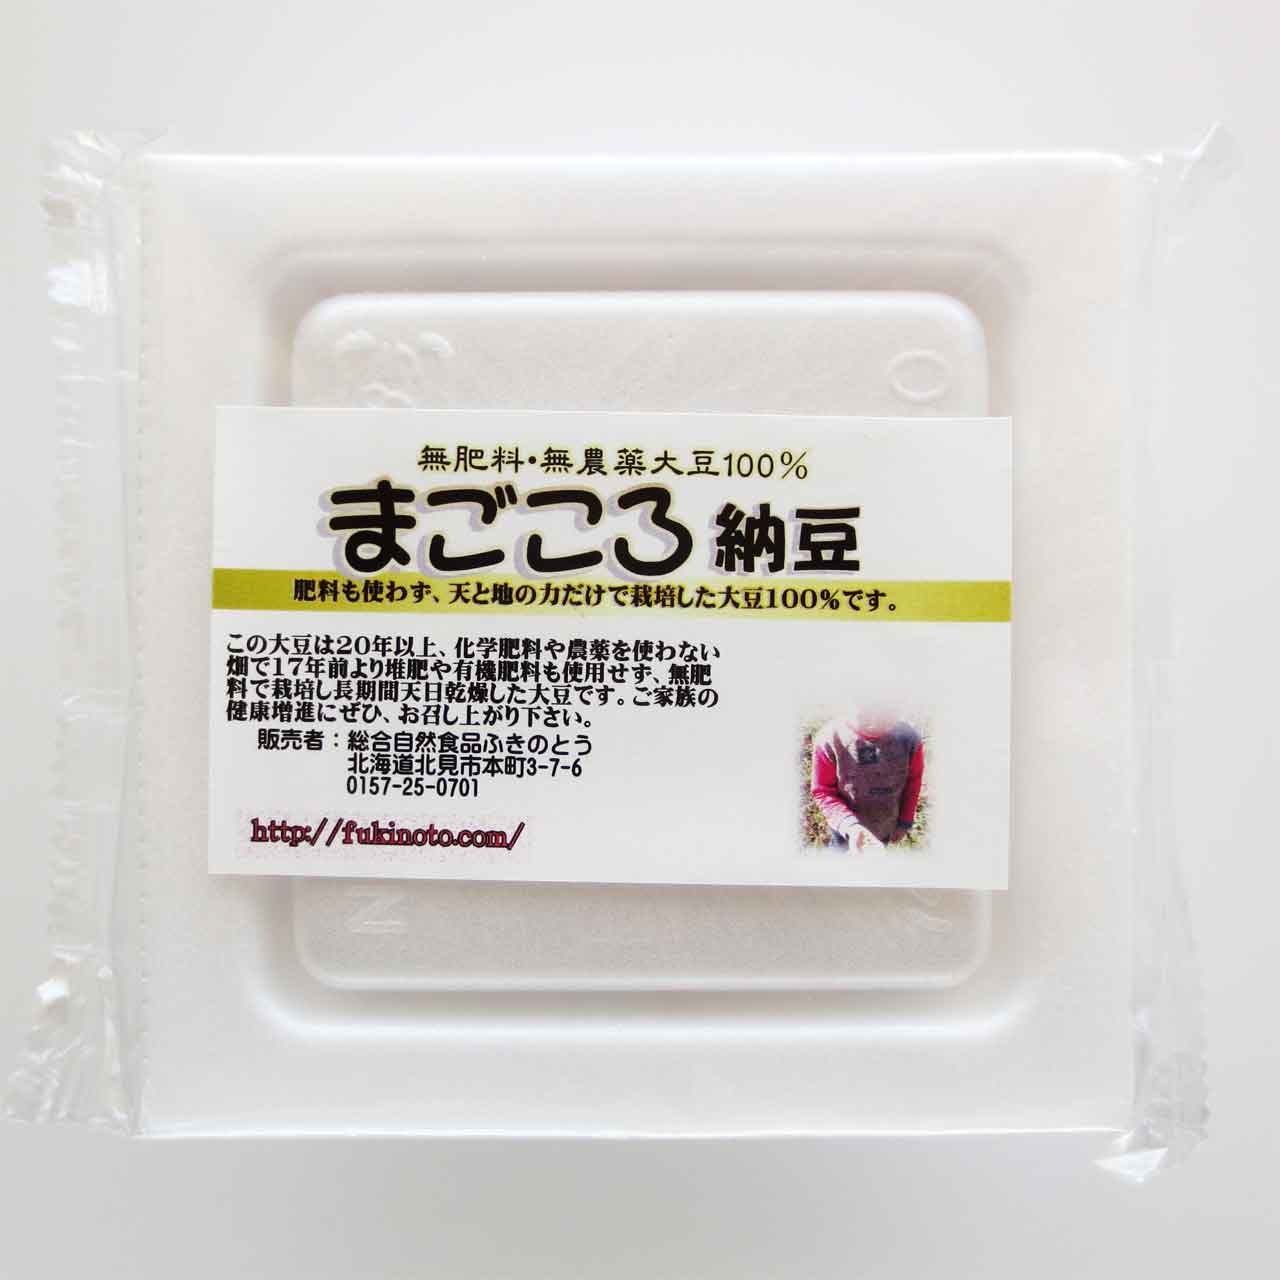 無肥料・無農薬大豆100%
まごころ納豆
肥料も使わず、天と地の力だけで栽培した大豆100%です。
この大豆は20年以上、化学肥料や農薬を使わない
畑で17年前より堆肥や有機肥料も使用せず、無肥
料で栽培し長期間天日乾燥した大豆です。ご家族の
健康増進にぜひ、お召し上がり下さい。
販売者：総合自然食品ふきのとう
北海道北見市本町3-7-6
0157-25-0701
http://fukinoto.com/